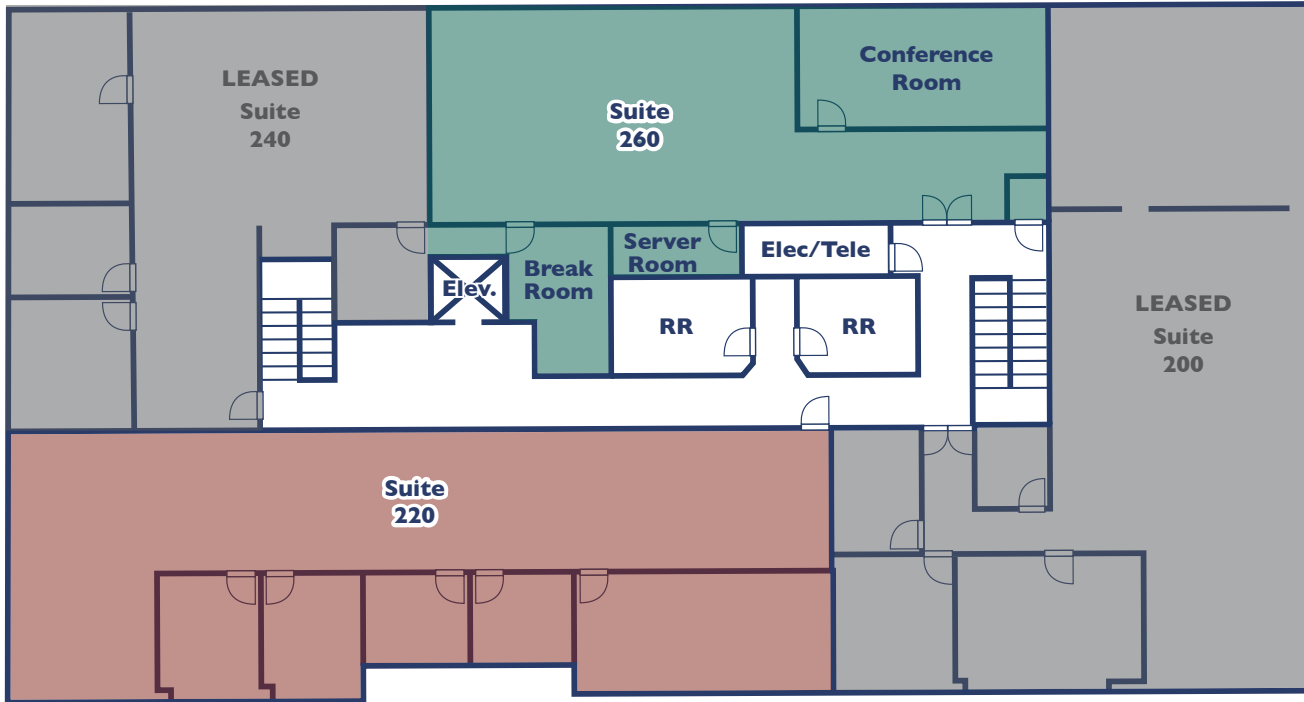 LEASED
Suite
240
Suite
260
Conference
Room
Elev.
Break
Room
Server
Room
Elec/Tele
RR
RR
LEASED
Suite
200
Suite
220